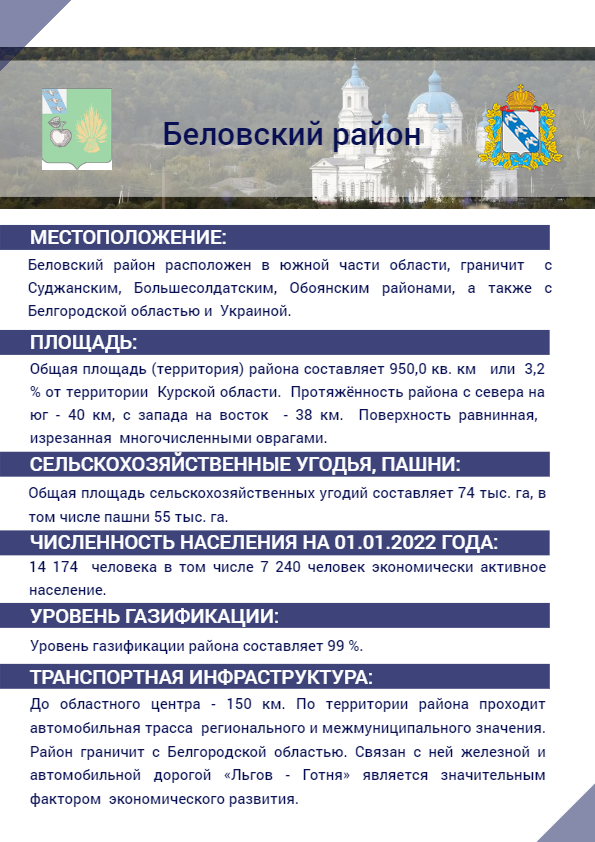 Беловский район
МЕСТОПОЛОЖЕНИЕ:
Беловский район расположен в южной части области, граничит с
Суджанским, Большесолдатским, Обоянским районами, а также с
Белгородской областью и Украиной.
ПЛОЩАДЬ:
Общая площадь (территория) района составляет 950,0 кв. км или 3,2
% от территории Курской области. Протяжённость района с севера на
юг - 40 км, с запада на восток - 38 км. Поверхность равнинная,
изрезанная многочисленными оврагами.
СЕЛЬСКОХОЗЯЙСТВЕННЫЕ УГОДЬЯ, ПАШНИ:
Общая площадь сельскохозяйственных угодий составляет 74 тыс. га, в
том числе пашни 55 тыс. га.
ЧИСЛЕННОСТЬ НАСЕЛЕНИЯ НА 01.01.2022 ГОДА:
14 174 человека в том числе 7 240 человек экономически активное
население.
УРОВЕНЬ ГАЗИФИКАЦИИ:
Уровень газификации района составляет 99 %.
ТРАНСПОРТНАЯ ИНФРАСТРУКТУРА:
До областного центра - 150 км. По территории района проходит
автомобильная трасса регионального и межмуниципального значения.
Район граничит с Белгородской областью. Связан с ней железной и
автомобильной дорогой «Льгов - Готня» является значительным
фактором экономического развития.